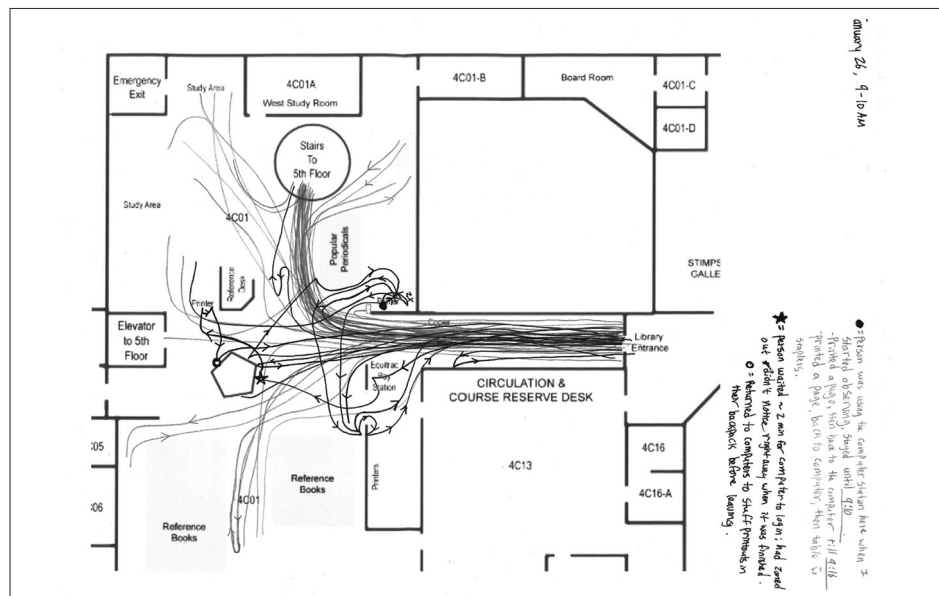 Emergency
Exit
Study Area
4C01A
West Study Room
4C01-B
Board Room
4C01-C
4C01-D
Stairs
To
5th Floor
Study Area
4C01
Popular
Periodicals
Reference
Desk
Printer
STIMPS
GALLE
Elevator
to 5th
Floor
Copier
Library
Entrance
Equitrac
Pay
Station
CIRCULATION &
COURSE RESERVE DESK
C05
C06
4C01
Reference
Books
Reference
Books
Printers
4C13
4C16
4C16-A
anuary 26, 9-10AM
● = person was using the computer station here when I
started observing. Stayed until 9:10
- Printed a page, then back to the computer till 9:16
- printed a page, back to computer, then table w̄
staplers.
★ = person waited ~ 2 min for computer to login; had zoned
out & didn't notice right away when it was finished.
O = Returned to computers to stuff printouts in
their backpack before leaving.